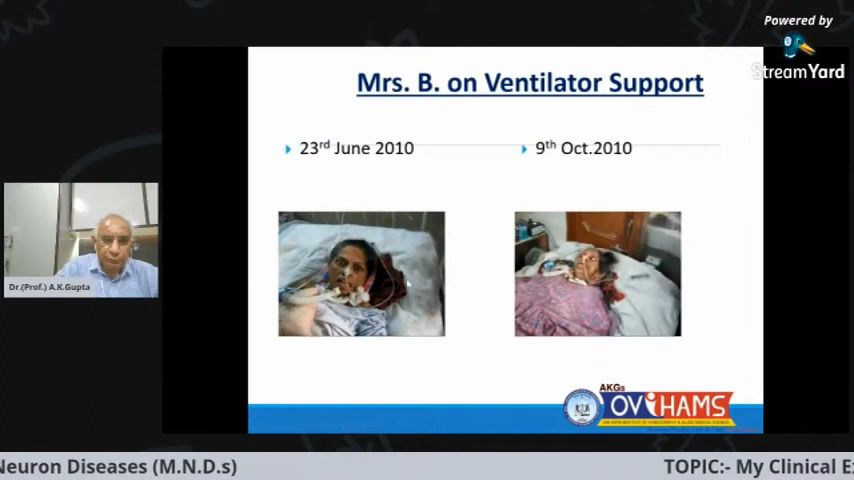 Powered by
StreamYard
Mrs. B. on Ventilator Support
23rd June 2010
9th Oct.2010
Dr.(Prof.) A.K.Gupta
AKGs
OViHAMS
Neuron Diseases (M.N.D.s)
TOPIC:- My Clinical E